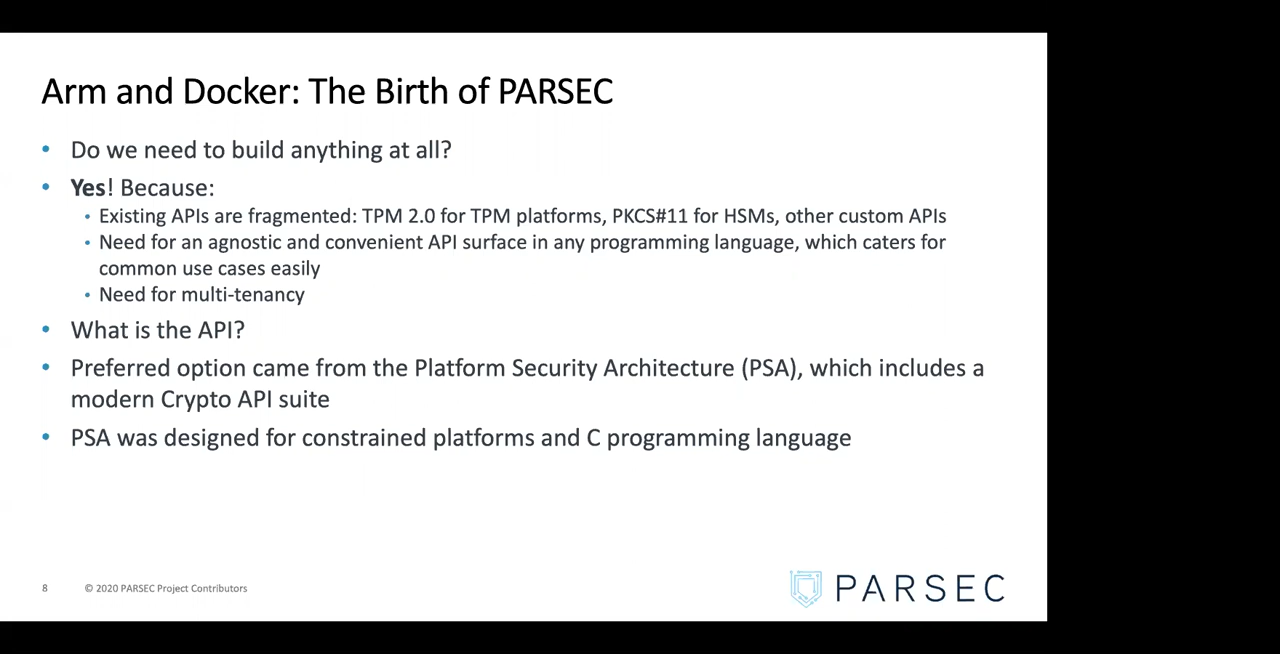 Arm and Docker: The Birth of PARSEC
• Do we need to build anything at all?
• Yes! Because:
• Existing APIs are fragmented: TPM 2.0 for TPM platforms, PKCS#11 for HSMs, other custom APIs
• Need for an agnostic and convenient API surface in any programming language, which caters for
common use cases easily
• Need for multi-tenancy
• What is the API?
• Preferred option came from the Platform Security Architecture (PSA), which includes a
modern Crypto API suite
• PSA was designed for constrained platforms and C programming language
8 © 2020 PARSEC Project Contributors
PARSEC